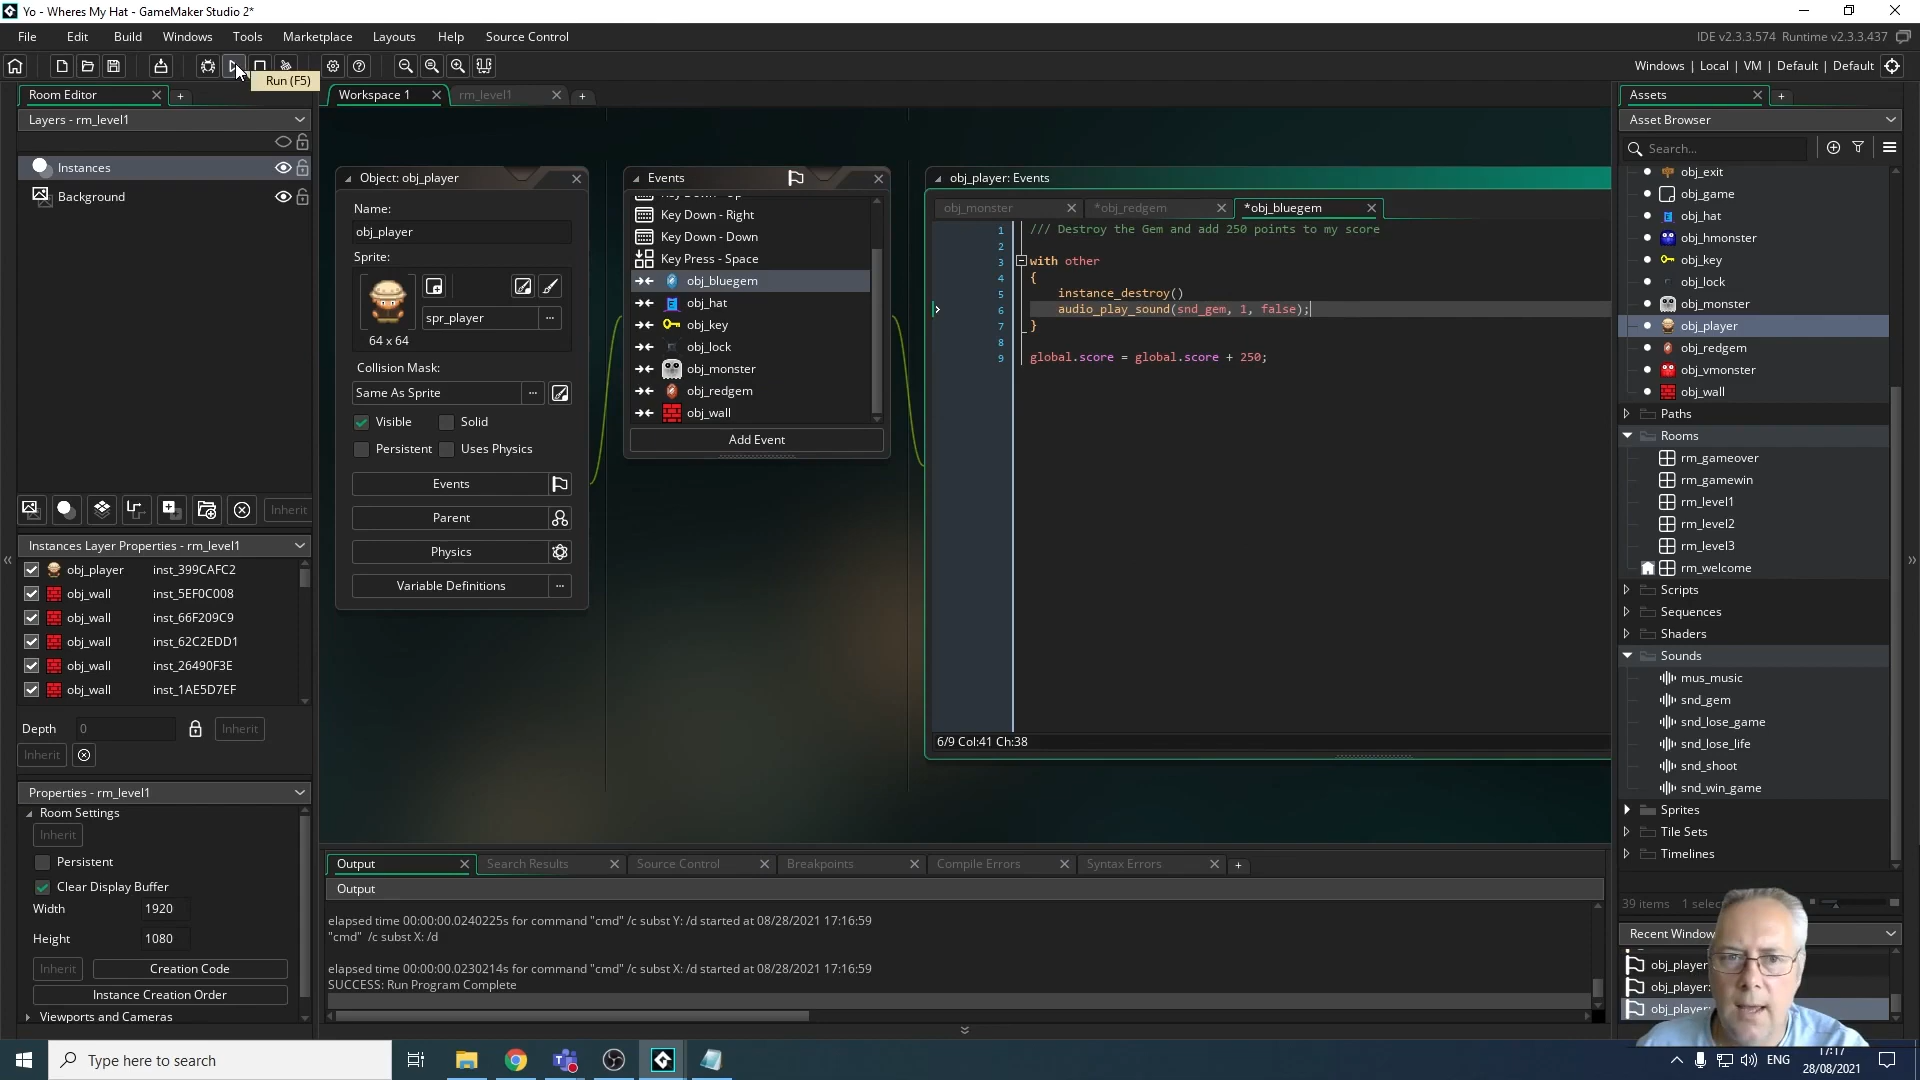 Yo - Wheres My Hat - GameMaker Studio 2*
File Edit Build Windows Tools Marketplace Layouts Help Source Control
IDE v2.3.3.574 Runtime v2.3.3.437
Run (F5)
Windows | Local | VM | Default | Default
Room Editor
Layers - rm_level1
Instances
Background
Inherit
Instances Layer Properties - rm_level1
obj_player inst_399CAFC2
obj_wall inst_5EF0C008
obj_wall inst_66F209C9
obj_wall inst_62C2EDD1
obj_wall inst_26490F3E
obj_wall inst_1AE5D7EF
Depth 0 Inherit
Inherit
Properties - rm_level1
Room Settings
Inherit
Persistent
Clear Display Buffer
Width 1920
Height 1080
Inherit Creation Code
Instance Creation Order
Viewports and Cameras
Workspace 1 rm_level1
Object: obj_player
Name:
obj_player
Sprite:
spr_player
64 x 64
Collision Mask:
Same As Sprite
Visible Solid
Persistent Uses Physics
Events
Parent
Physics
Variable Definitions
Events
Key Down - Up
Key Down - Right
Key Down - Down
Key Press - Space
obj_bluegem
obj_hat
obj_key
obj_lock
obj_monster
obj_redgem
obj_wall
Add Event
obj_player: Events
obj_monster *obj_redgem *obj_bluegem
1 /// Destroy the Gem and add 250 points to my score
2
3 with other
4 {
5 instance_destroy()
6 audio_play_sound(snd_gem, 1, false);
7 }
8
9 global.score = global.score + 250;
6/9 Col:41 Ch:38
Output Search Results Source Control Breakpoints Compile Errors Syntax Errors
Output
elapsed time 00:00:00.0240225s for command "cmd" /c subst Y: /d started at 08/28/2021 17:16:59
"cmd" /c subst X: /d
elapsed time 00:00:00.0230214s for command "cmd" /c subst X: /d started at 08/28/2021 17:16:59
SUCCESS: Run Program Complete
Assets
Asset Browser
Search...
obj_exit
obj_game
obj_hat
obj_hmonster
obj_key
obj_lock
obj_monster
obj_player
obj_redgem
obj_vmonster
obj_wall
Paths
Rooms
rm_gameover
rm_gamewin
rm_level1
rm_level2
rm_level3
rm_welcome
Scripts
Sequences
Shaders
Sounds
mus_music
snd_gem
snd_lose_game
snd_lose_life
snd_shoot
snd_win_game
Sprites
Tile Sets
Timelines
39 items 1 selec
Recent Window
obj_player
obj_player:
obj_player:
Type here to search
ENG
17:17
28/08/2021